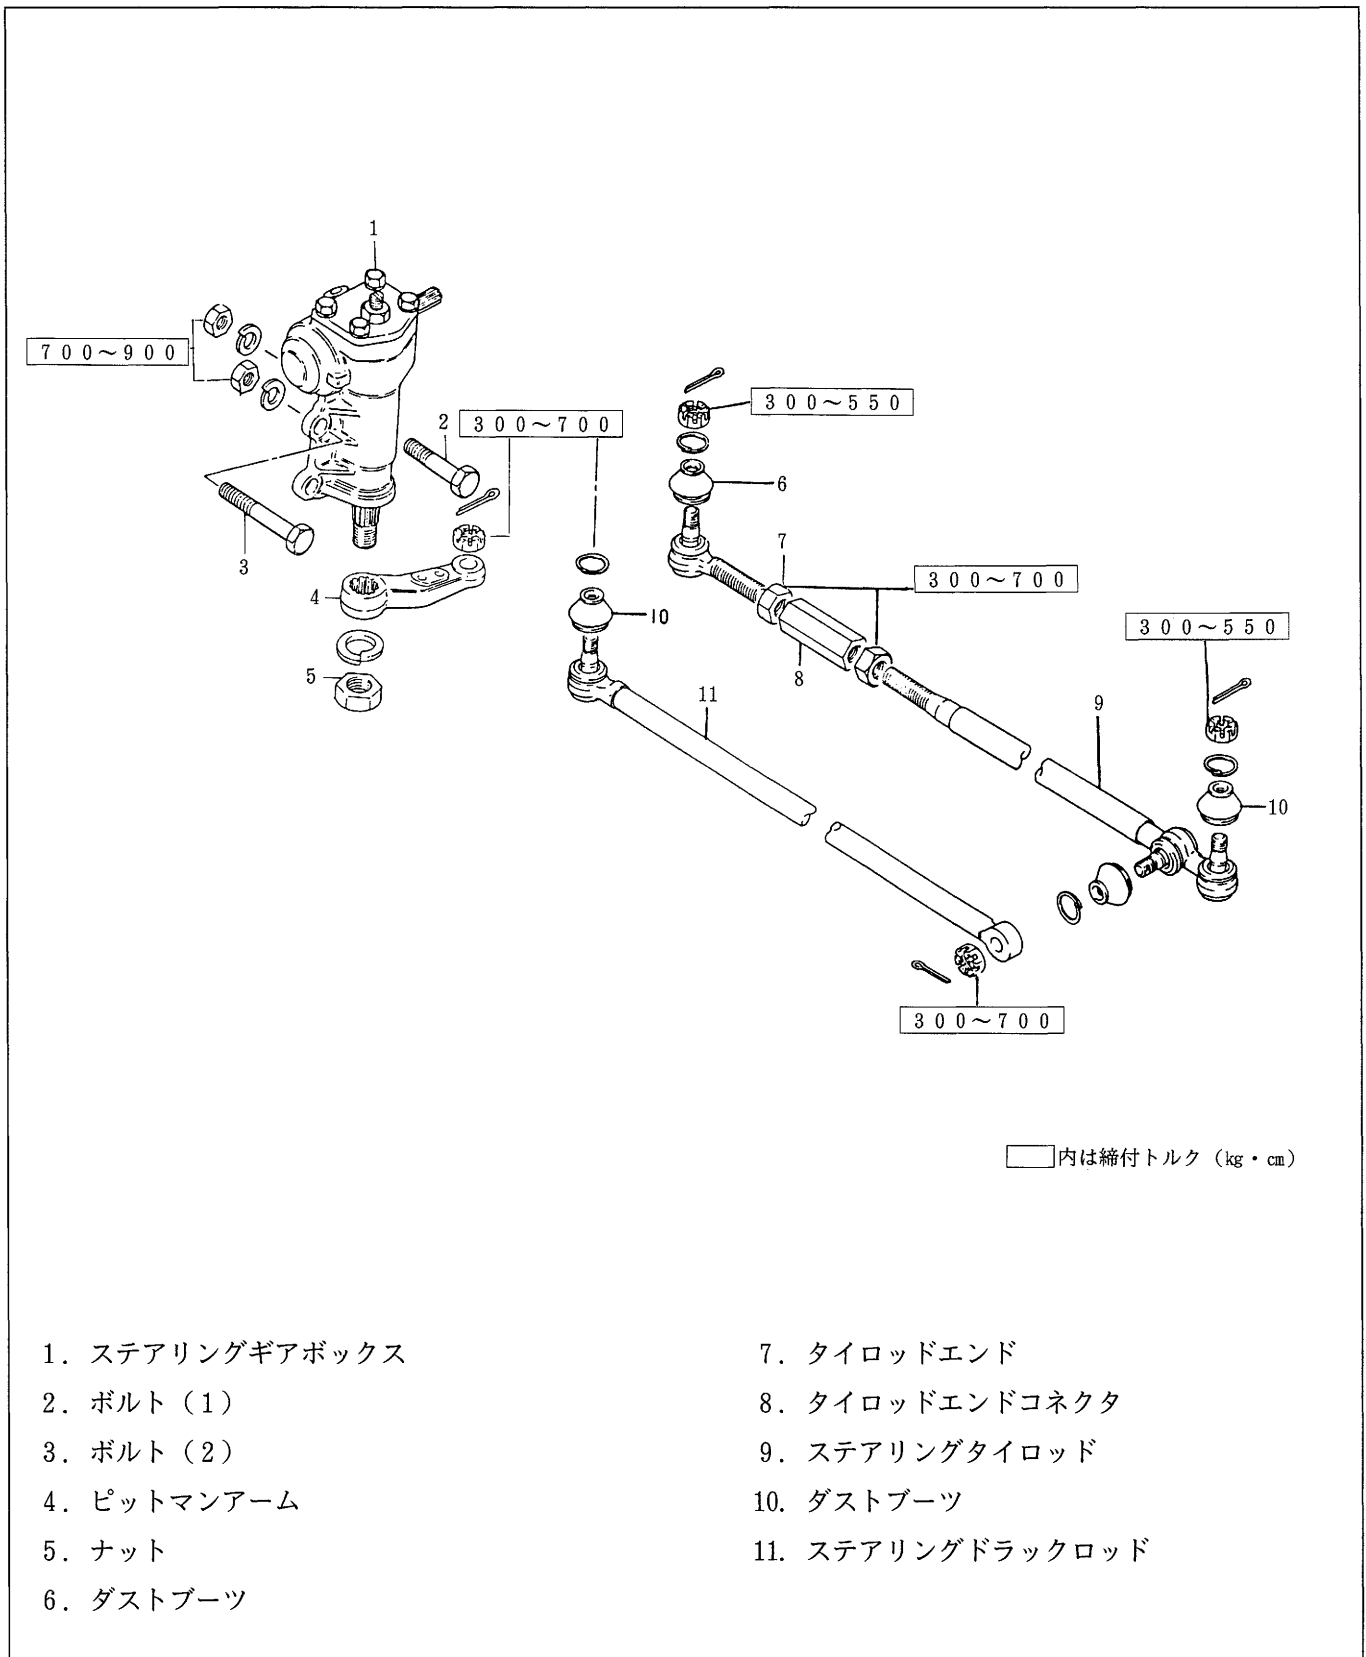 1
700～900
2
300～700
3
4
5
300～550
6
7
300～700
8
10
11
9
300～550
10
300～700
内は締付トルク（kg・cm）
1. ステアリングギアボックス
2. ボルト（1）
3. ボルト（2）
4. ピットマンアーム
5. ナット
6. ダストブーツ
7. タイロッドエンド
8. タイロッドエンドコネクタ
9. ステアリングタイロッド
10. ダストブーツ
11. ステアリングドラックロッド